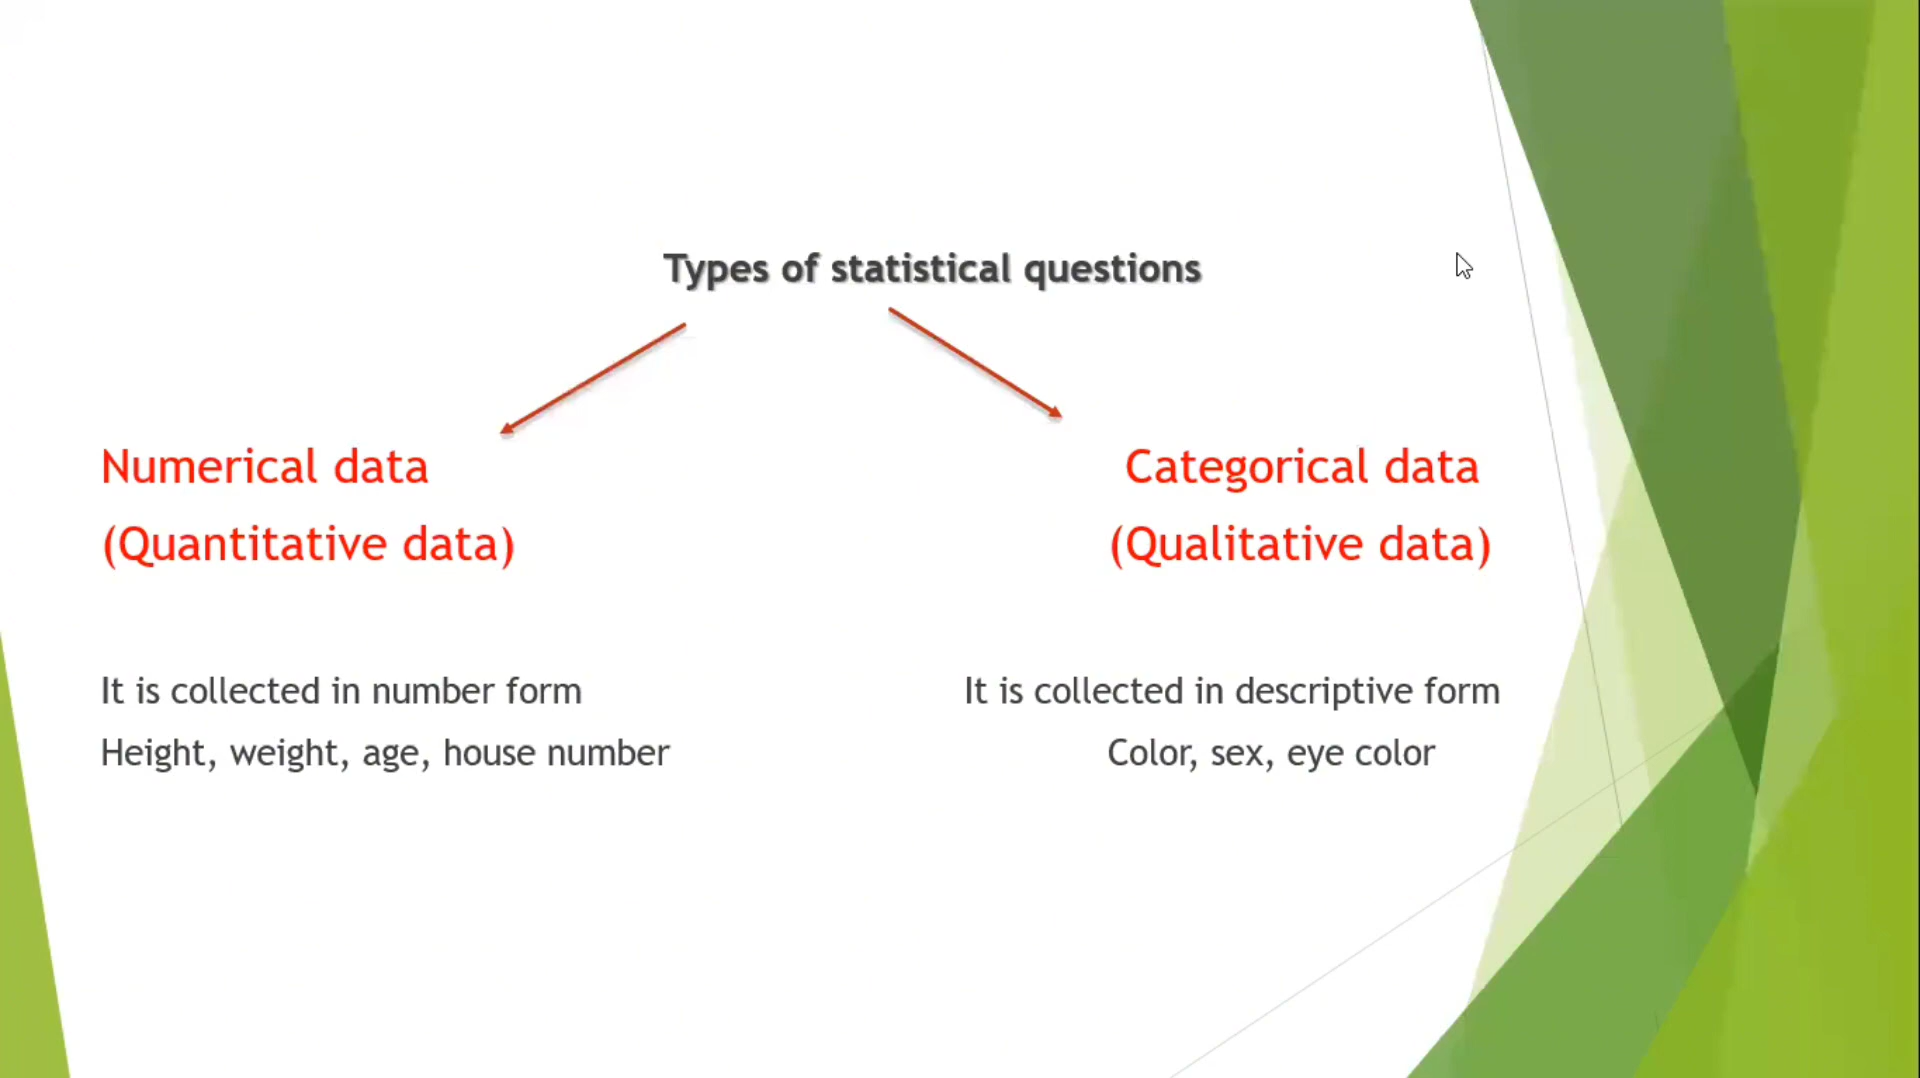 Types of statistical questions
Numerical data
(Quantitative data)
Categorical data
(Qualitative data)
It is collected in number form
Height, weight, age, house number
It is collected in descriptive form
Color, sex, eye color